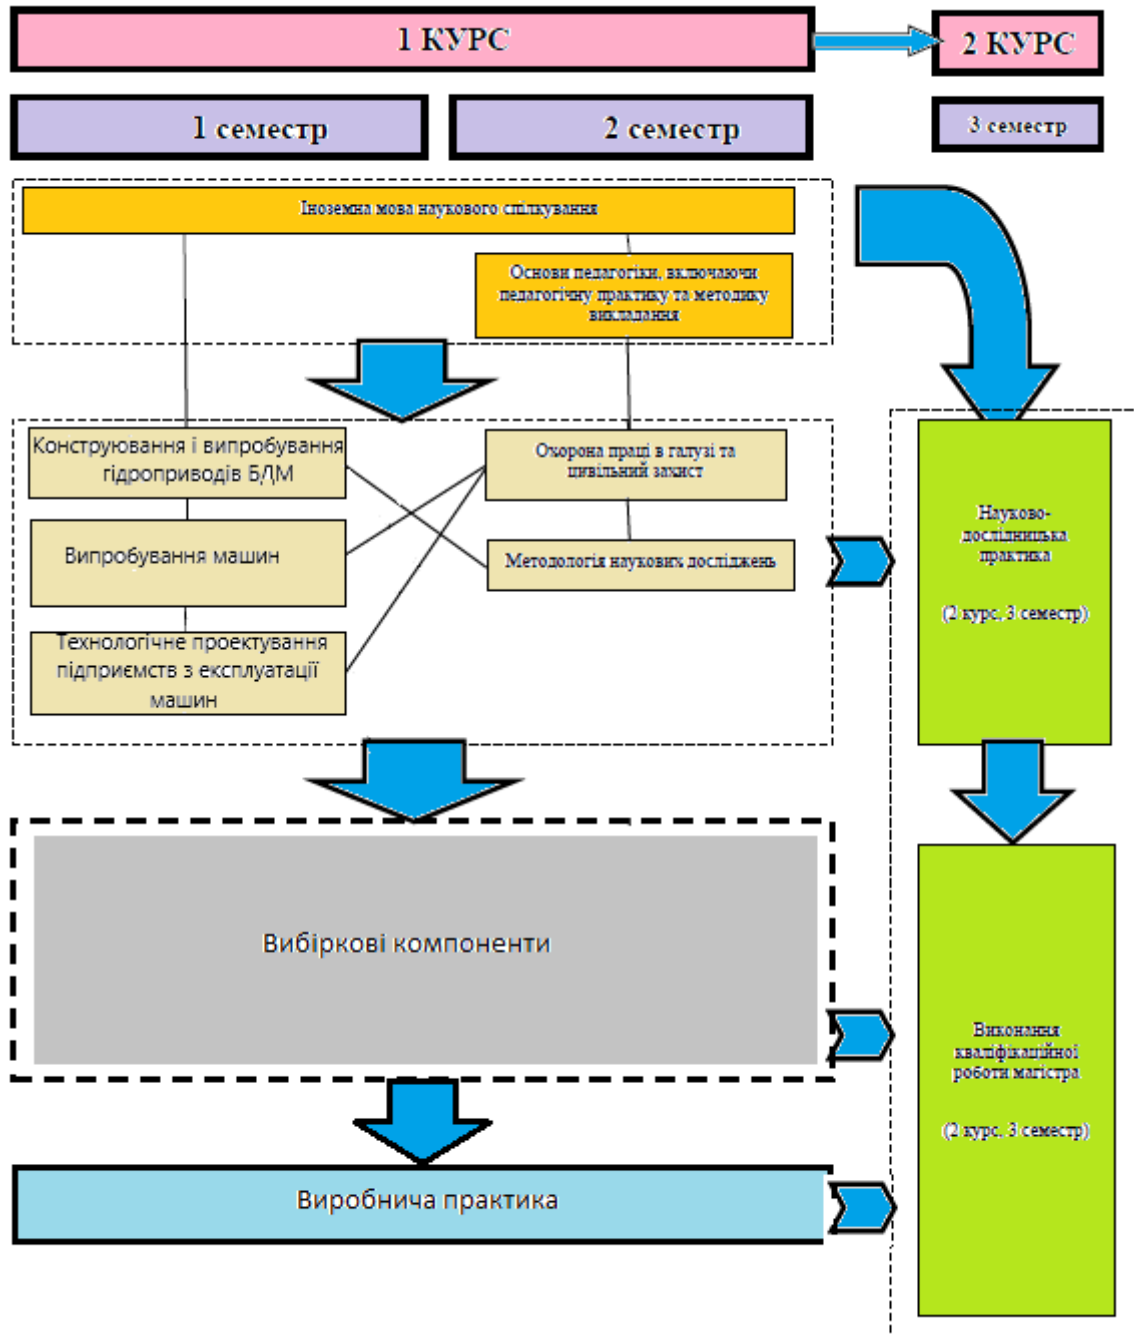 1 КУРС
2 КУРС
1 семестр
2 семестр
3 семестр
Іноземна мова наукового спілкування
Основи педагогіки, включаючи
педагогічну практику та методику
викладання
Конструювання і випробування
гідроприводів БДМ
Охорона праці в галузі та
цивільний захист
Випробування машин
Методологія наукових досліджень
Технологічне проектування
підприємств з експлуатації
машин
Науково-
дослідницька
практика
(2 курс, 3 семестр)
Вибіркові компоненти
Виконання
кваліфікаційної
роботи магістра
(2 курс, 3 семестр)
Виробнича практика